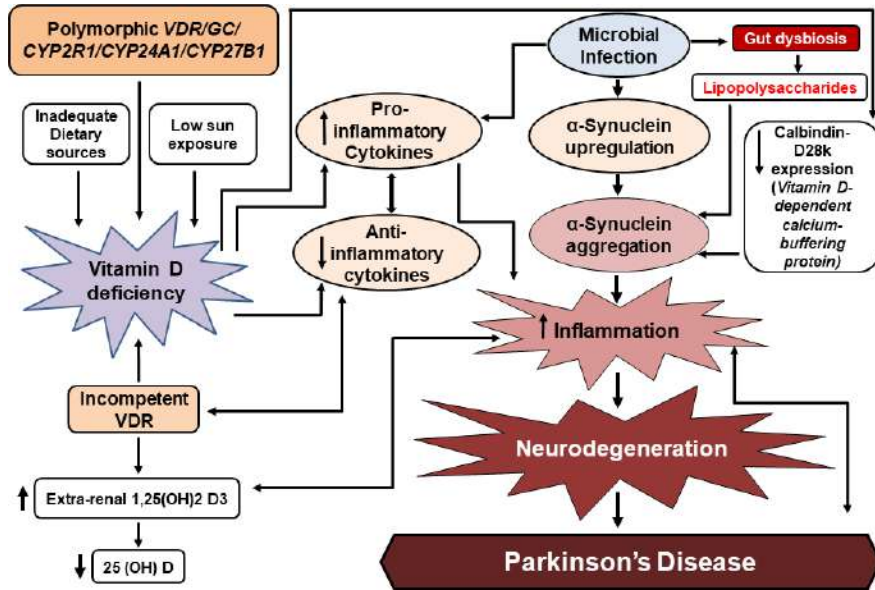 Polymorphic VDR/GC/
CYP2R1/CYP24A1/CYP27B1
Inadequate
Dietary
sources
Low sun
exposure
Vitamin D
deficiency
Incompetent
VDR
Extra-renal 1,25(OH)2 D3
25 (OH) D
Pro-
inflammatory
Cytokines
Anti-
inflammatory
cytokines
Microbial
Infection
Gut dysbiosis
Lipopolysaccharides
α-Synuclein
upregulation
α-Synuclein
aggregation
Calbindin-
D28k
expression
(Vitamin D-
dependent
calcium-
buffering
protein)
Inflammation
Neurodegeneration
Parkinson's Disease